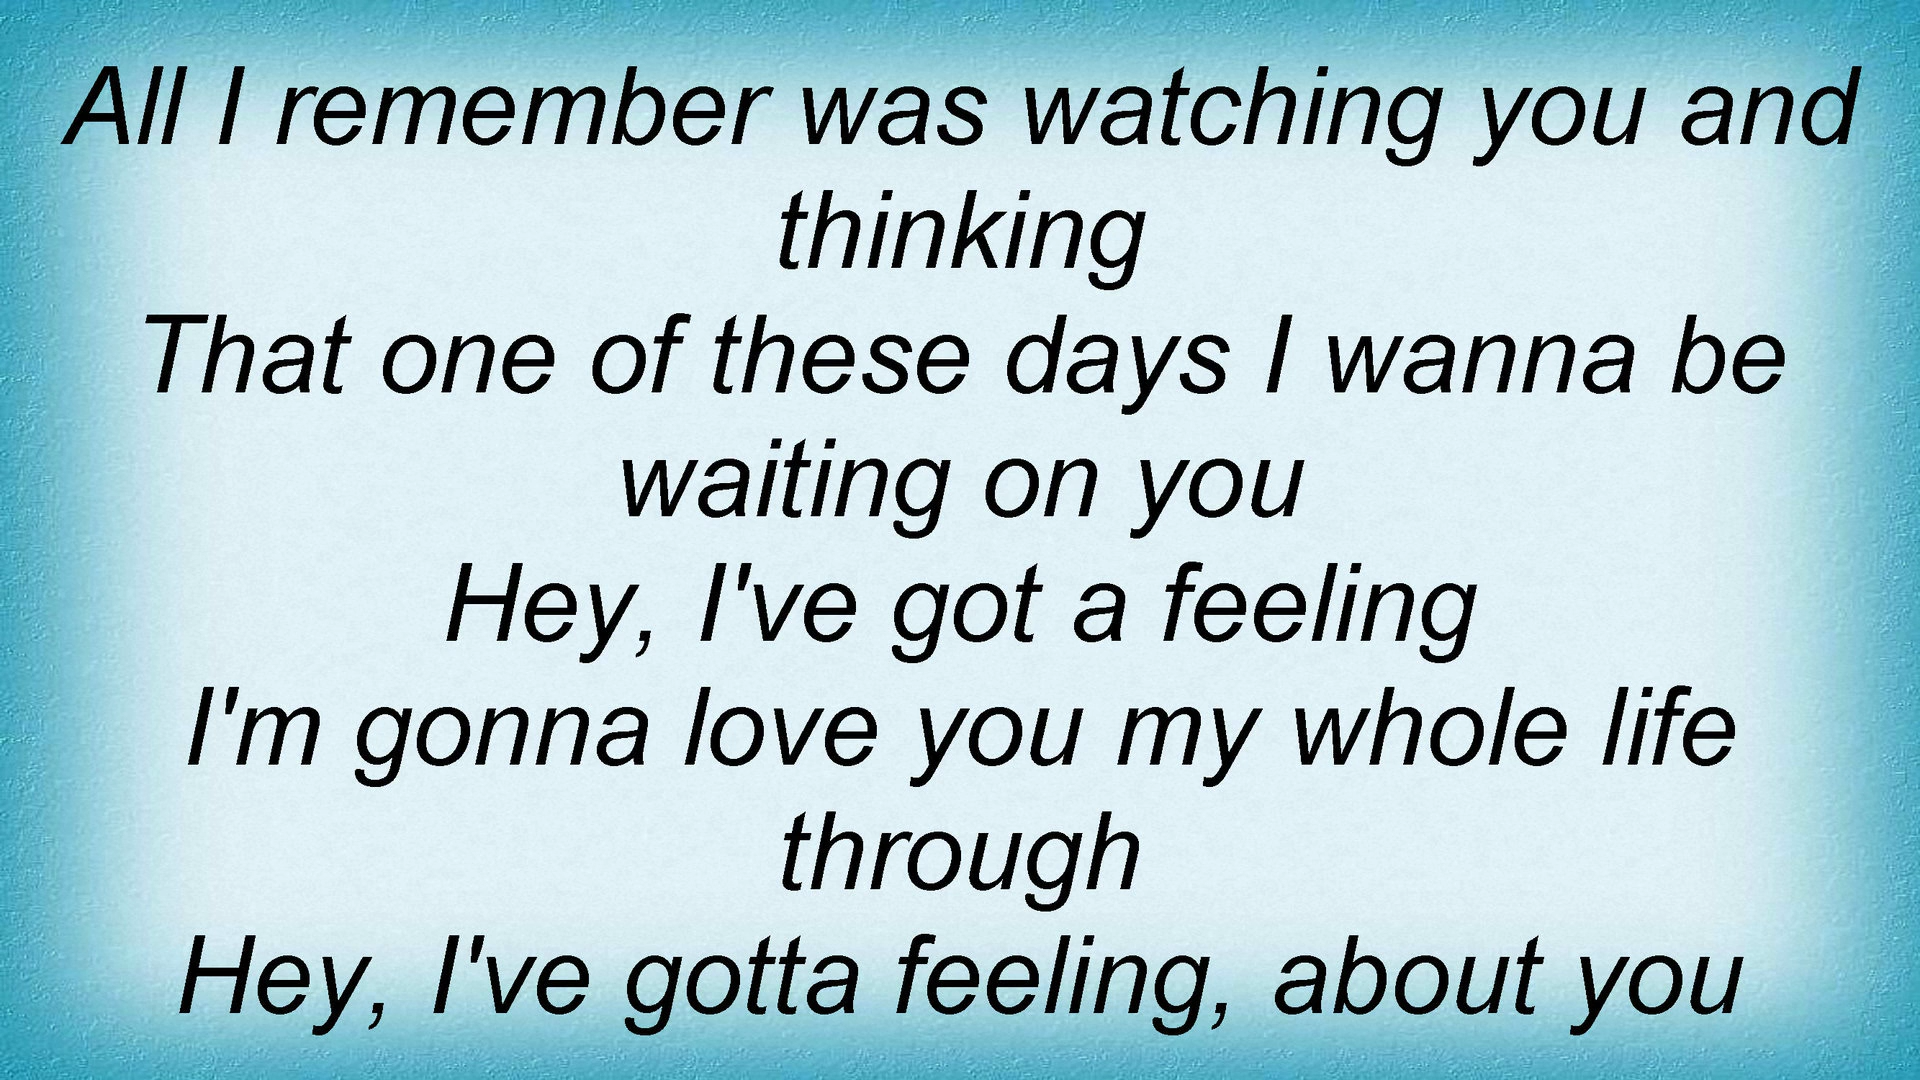 All I remember was watching you and
thinking
That one of these days I wanna be
waiting on you
Hey, I've got a feeling
I'm gonna love you my whole life
through
Hey, I've gotta feeling, about you